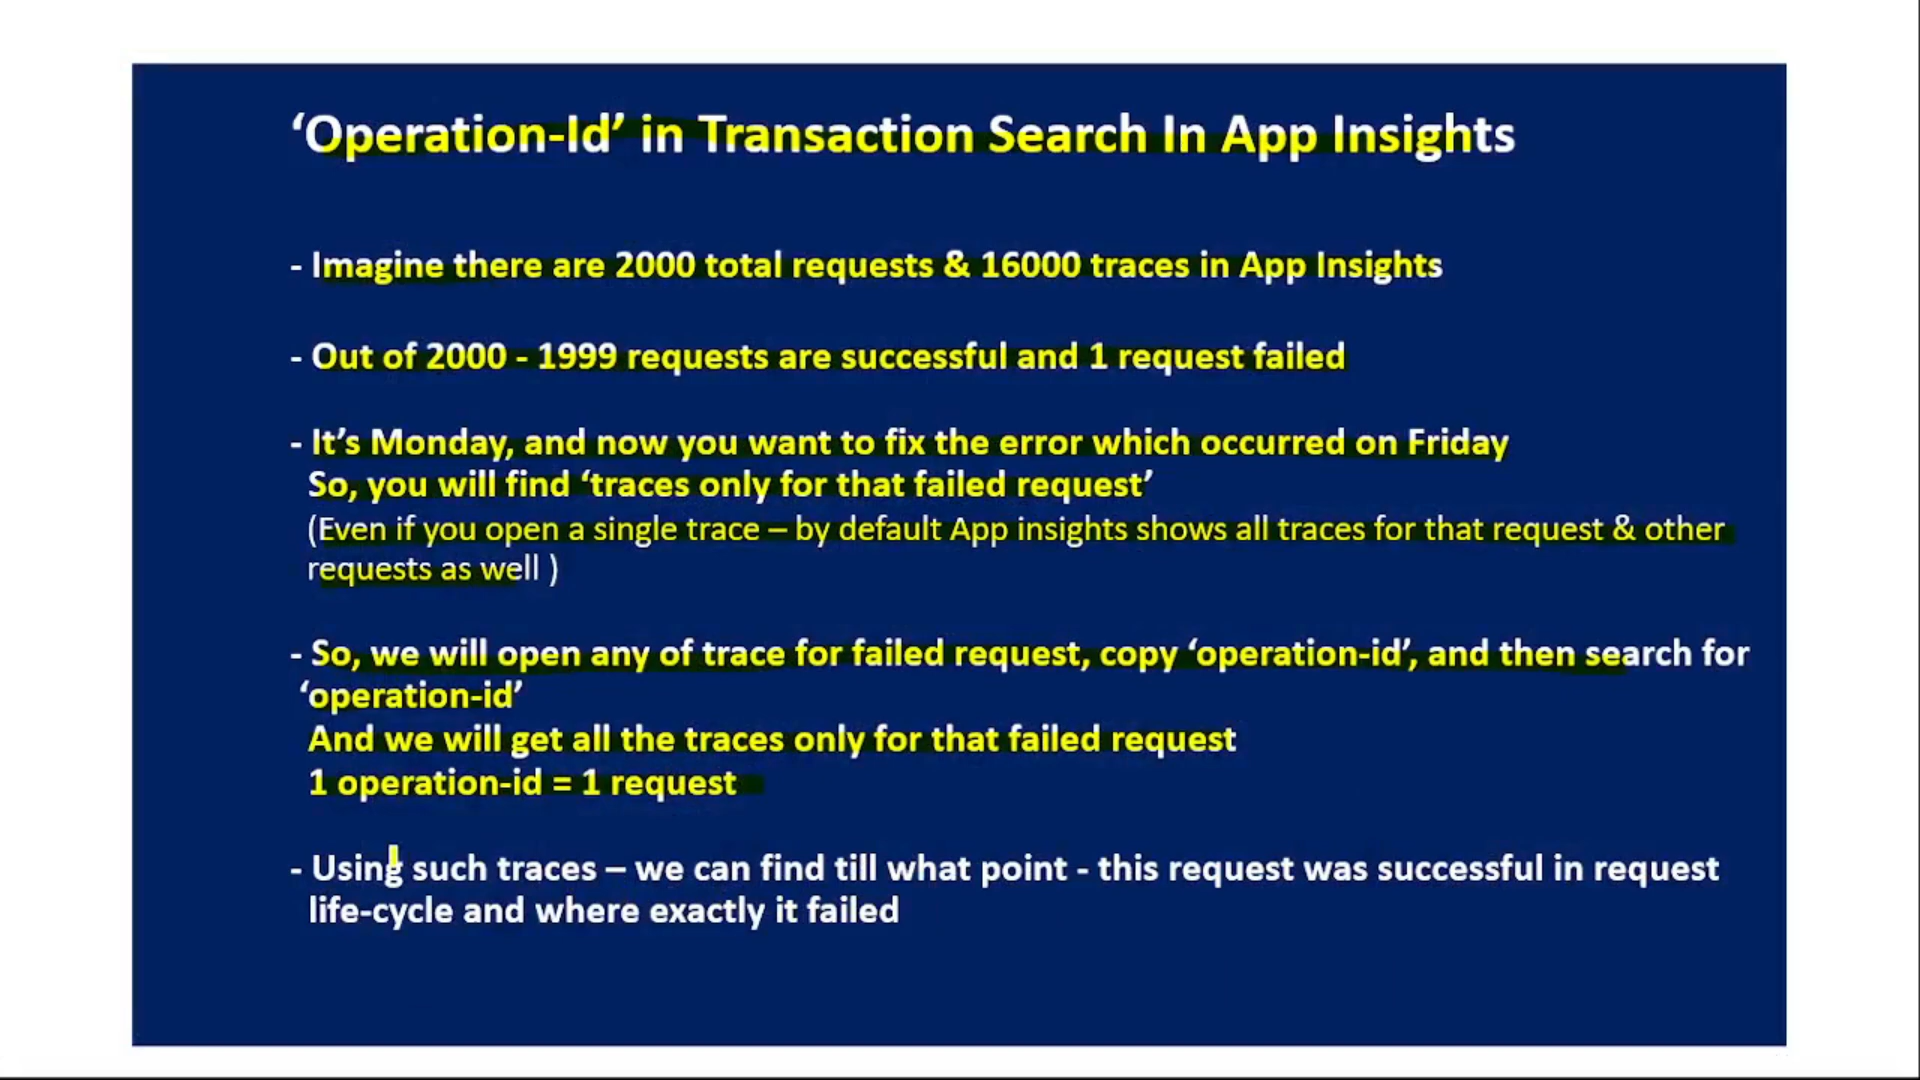 ‘Operation-Id’ in Transaction Search In App Insights
- Imagine there are 2000 total requests & 16000 traces in App Insights
- Out of 2000 - 1999 requests are successful and 1 request failed
- It’s Monday, and now you want to fix the error which occurred on Friday
So, you will find ‘traces only for that failed request’
(Even if you open a single trace – by default App insights shows all traces for that request & other
requests as well )
- So, we will open any of trace for failed request, copy ‘operation-id’, and then search for
‘operation-id’
And we will get all the traces only for that failed request
1 operation-id = 1 request
- Using such traces – we can find till what point - this request was successful in request
life-cycle and where exactly it failed